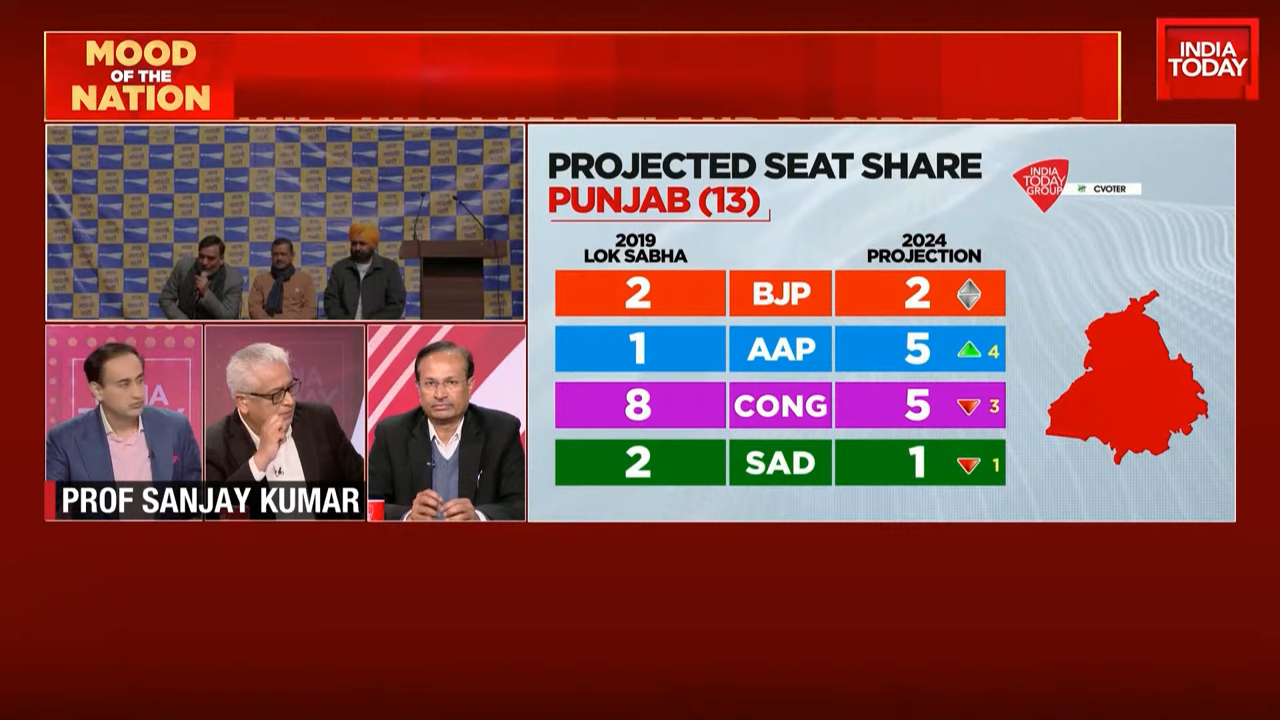 MOOD
OF THE
NATION
INDIA
TODAY
PROJECTED SEAT SHARE
PUNJAB (13)
INDIA
TODAY
GROUP
CVOTER
2019
LOK SABHA
2024
PROJECTION
2 BJP 2
1 AAP 5 4
8 CONG 5 3
2 SAD 1 1
PROF SANJAY KUMAR